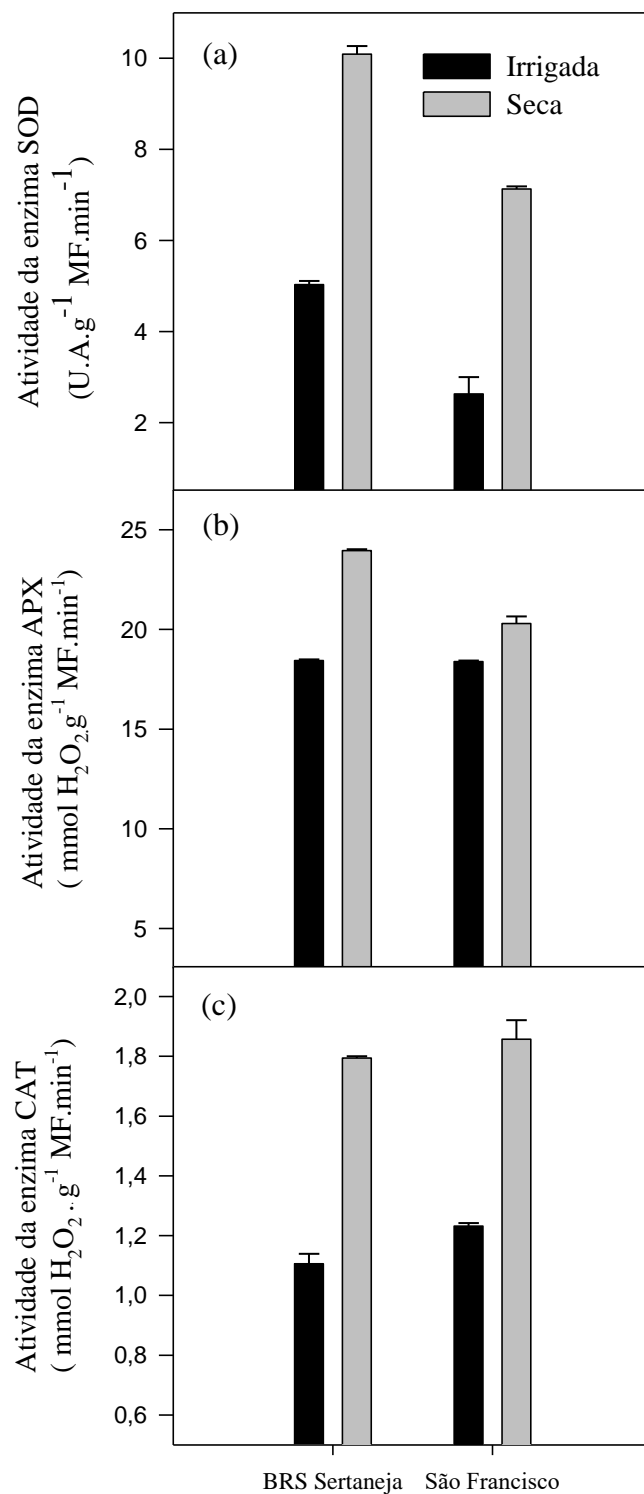 (a)
Irrigada
Seca
Atividade da enzima SOD
(U.A.g-1 MF.min-1)
10
8
6
4
2
(b)
Atividade da enzima APX
( mmol H2O2.g-1 MF.min-1)
25
20
15
10
5
(c)
Atividade da enzima CAT
( mmol H2O2 . g-1 MF.min-1)
2,0
1,8
1,6
1,4
1,2
1,0
0,8
0,6
BRS Sertaneja São Francisco